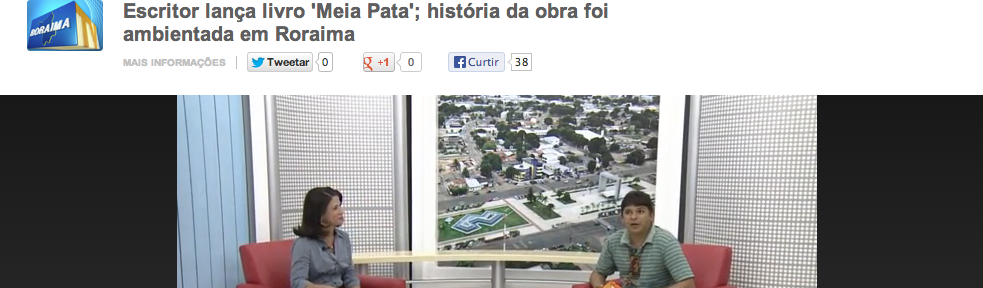 RORAIMA
Escritor lança livro 'Meia Pata'; história da obra foi
ambientada em Roraima
MAIS INFORMAÇÕES
Tweetar 0
g +1 0
Curtir 38